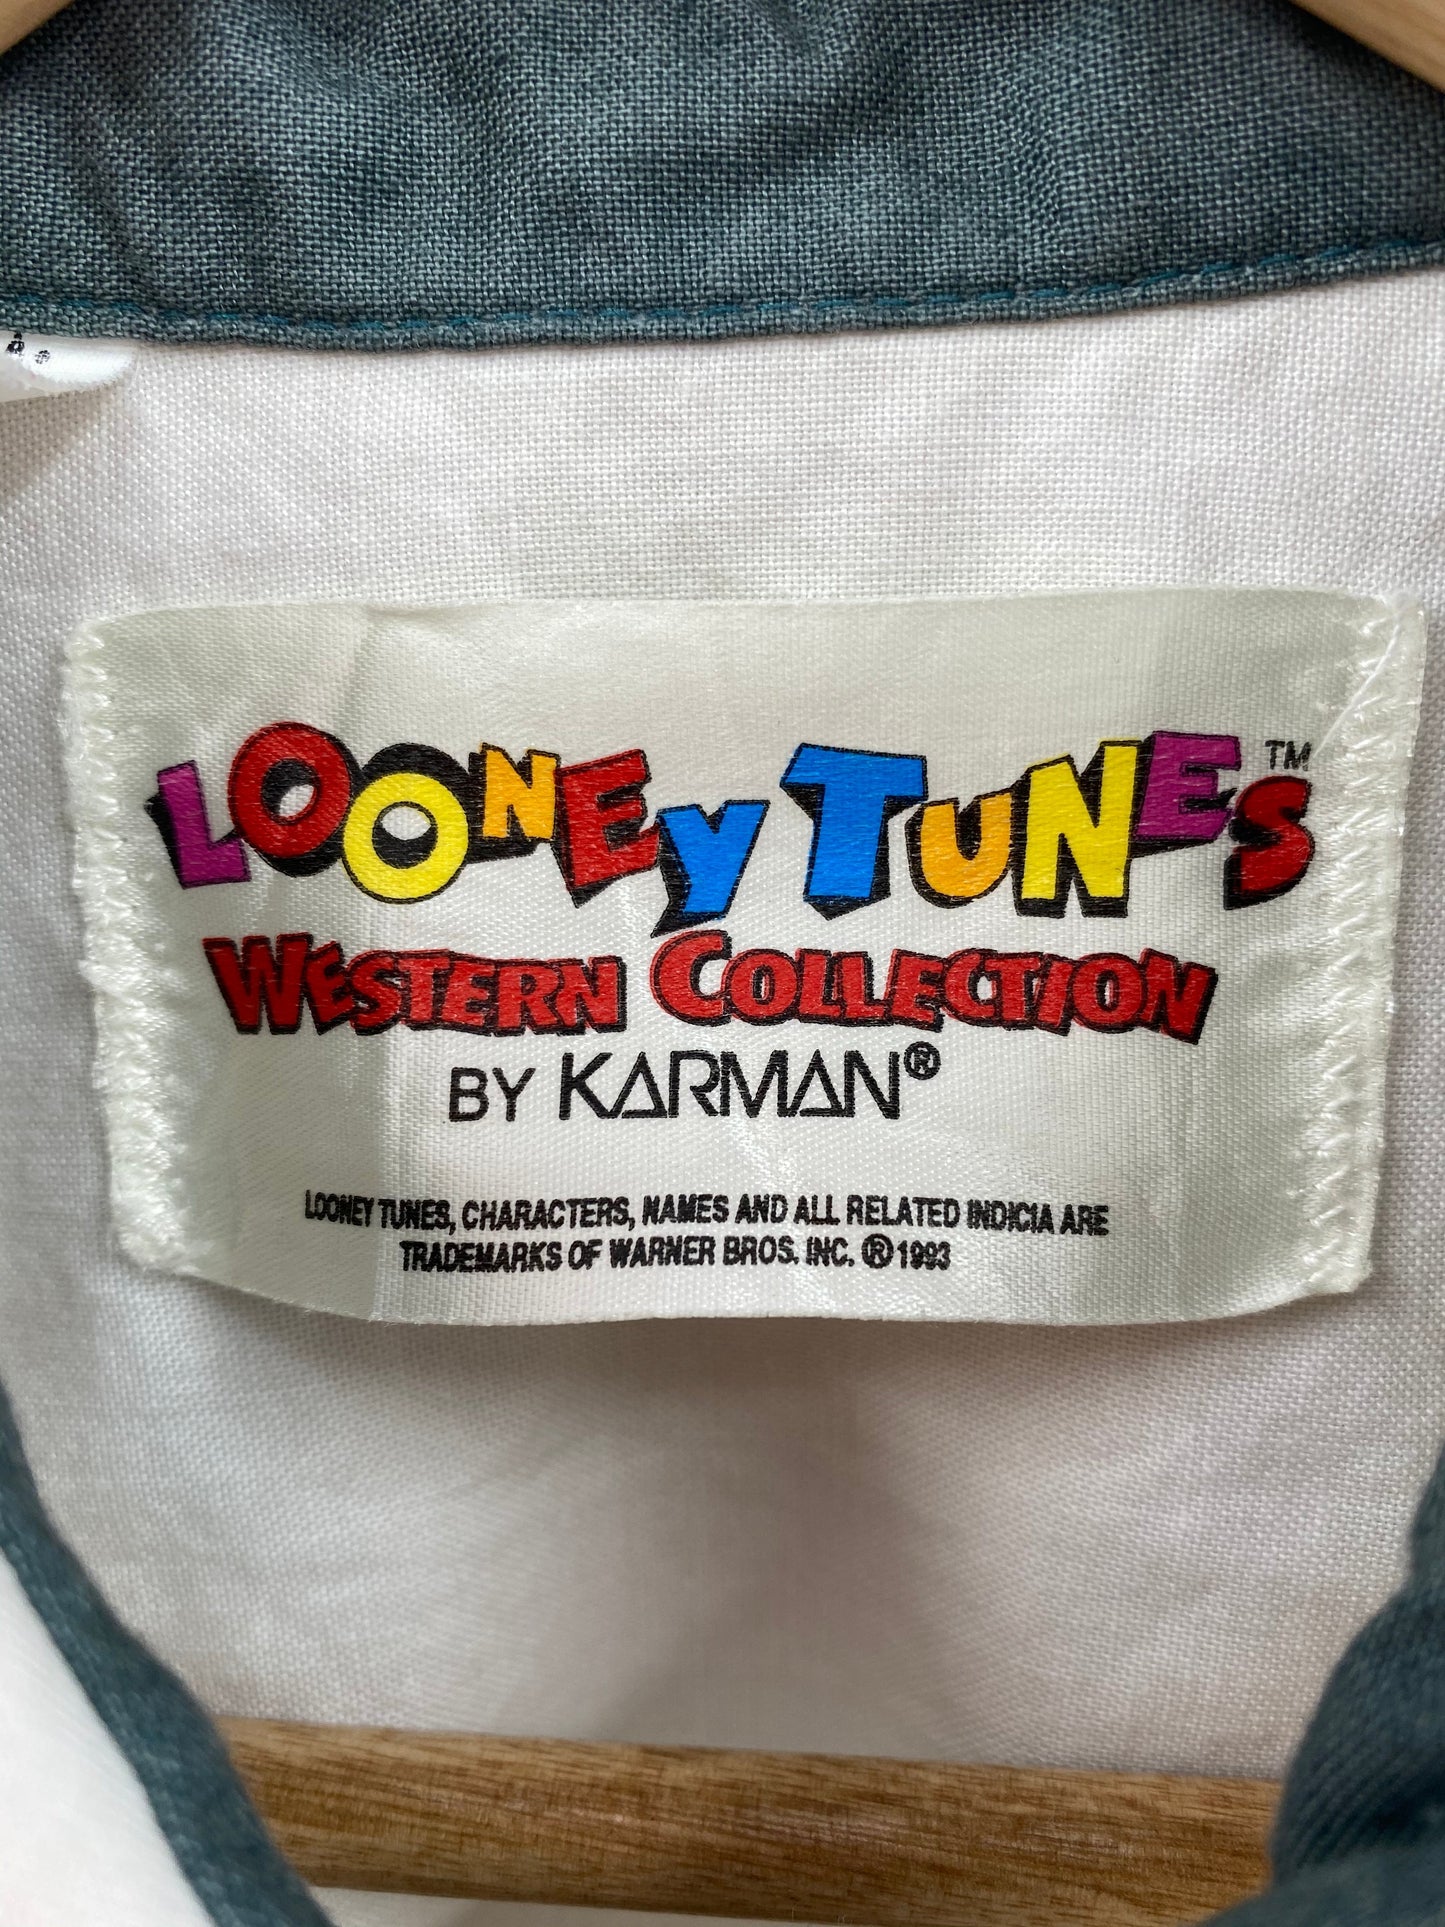 LOONEY TUNES™
WESTERN COLLECTION
BY KARMAN®
LOONEY TUNES, CHARACTERS, NAMES AND ALL RELATED INDICIA ARE
TRADEMARKS OF WARNER BROS. INC. ® 1993